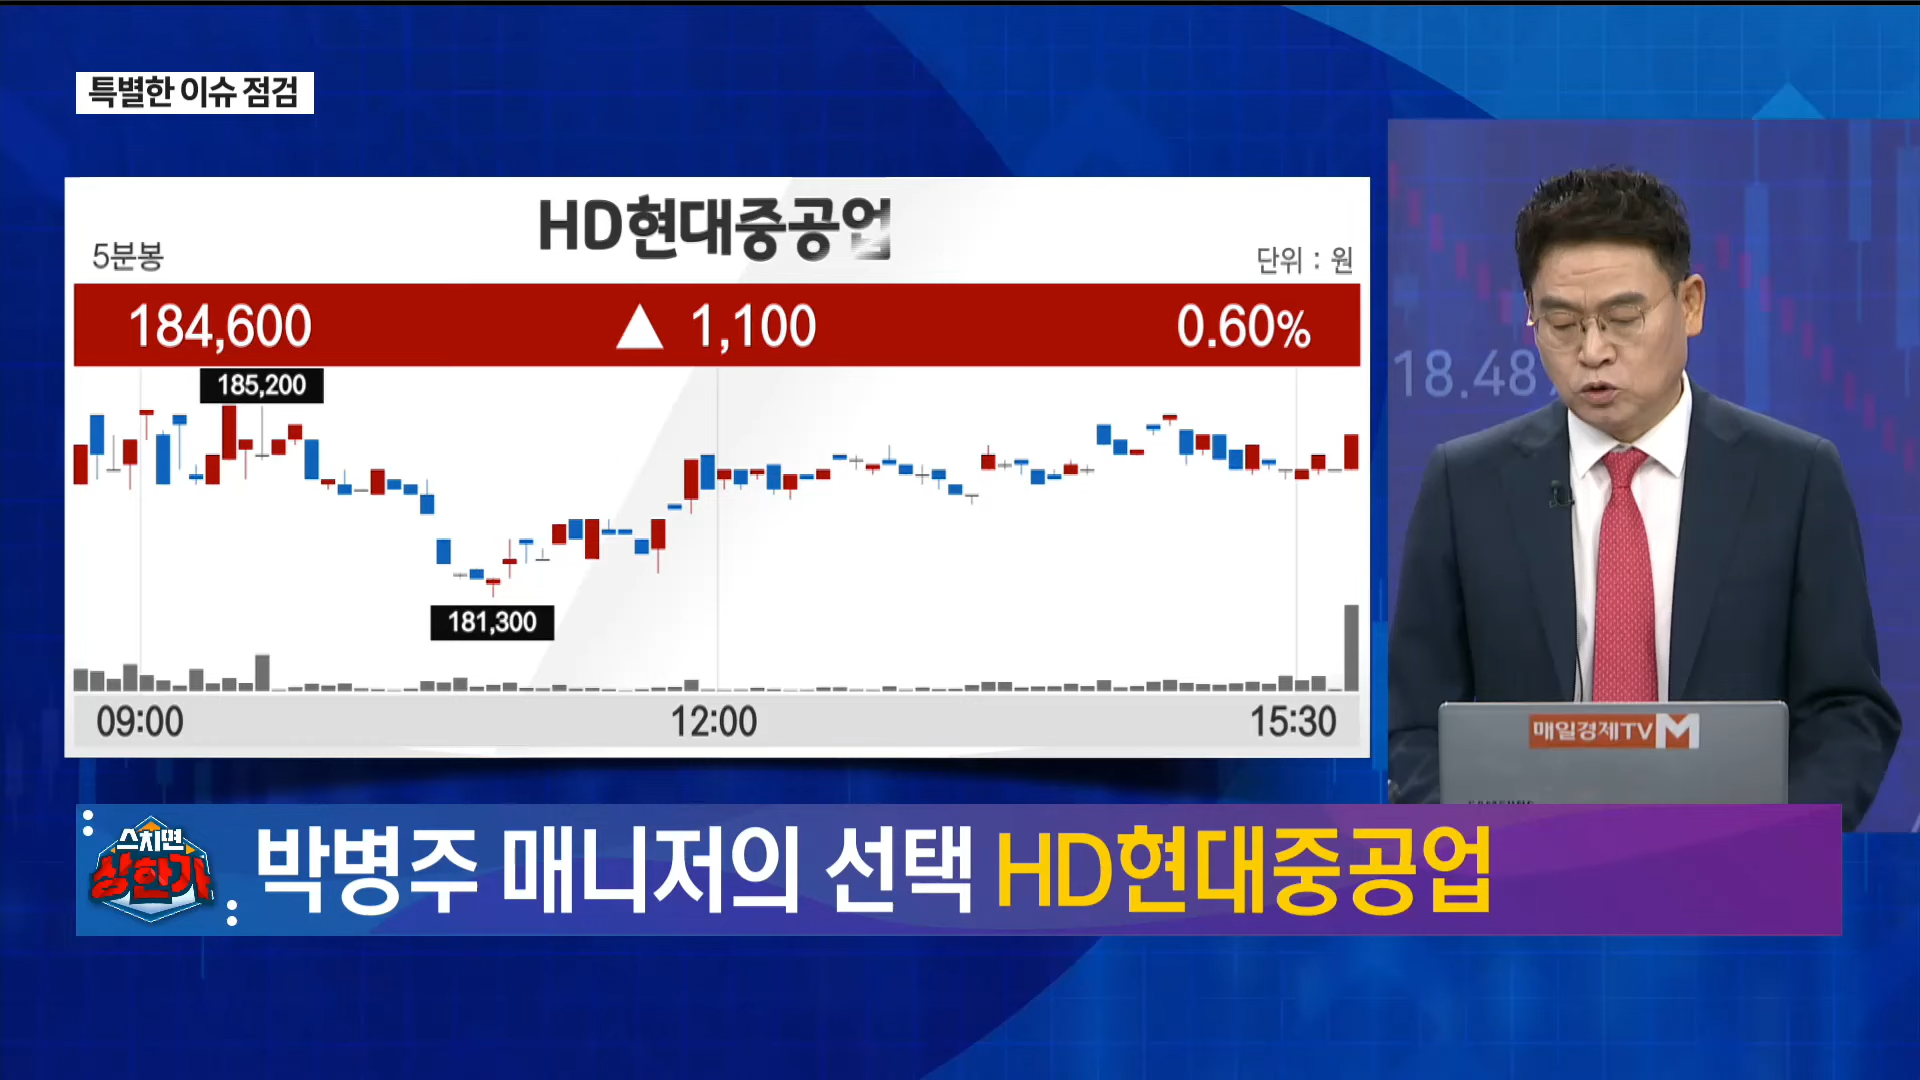 특별한 이슈 점검
HD현대중공업
5분봉
단위 : 원
184,600 ▲ 1,100 0.60%
185,200
181,300
09:00 12:00 15:30
18.48
매일경제TV M
스치면
상한가
박병주 매니저의 선택 HD현대중공업